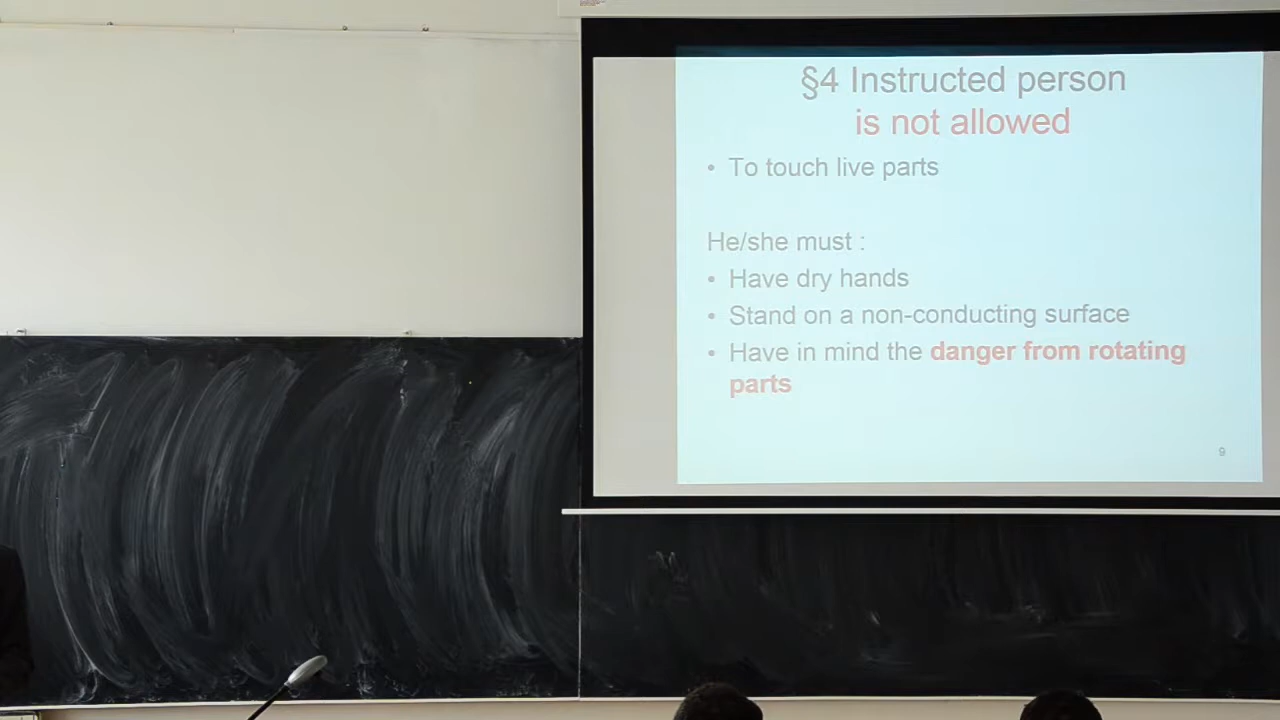 §4 Instructed person
is not allowed
• To touch live parts
He/she must :
• Have dry hands
• Stand on a non-conducting surface
• Have in mind the danger from rotating
parts
9